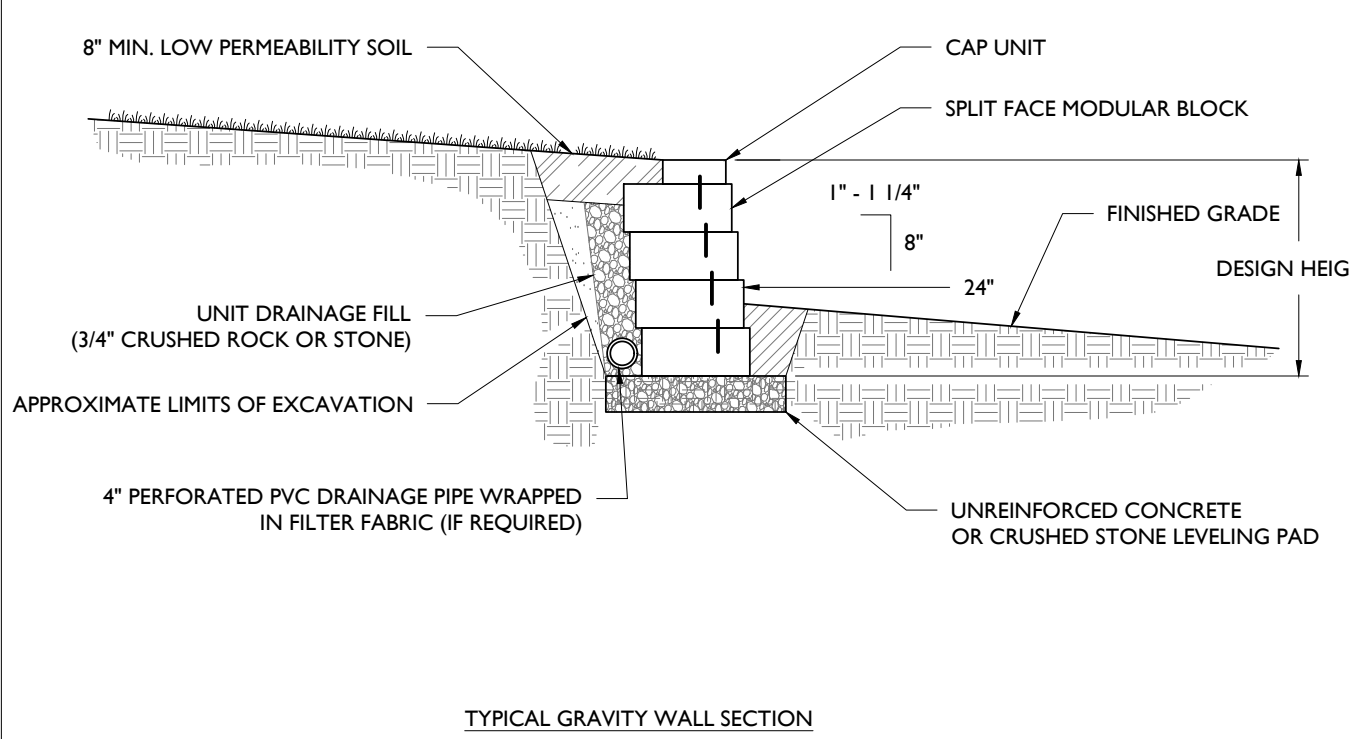 8" MIN. LOW PERMEABILITY SOIL
CAP UNIT
SPLIT FACE MODULAR BLOCK
1" - 1 1/4"
8"
FINISHED GRADE
DESIGN HEIG
24"
UNIT DRAINAGE FILL
(3/4" CRUSHED ROCK OR STONE)
APPROXIMATE LIMITS OF EXCAVATION
4" PERFORATED PVC DRAINAGE PIPE WRAPPED
IN FILTER FABRIC (IF REQUIRED)
UNREINFORCED CONCRETE
OR CRUSHED STONE LEVELING PAD
TYPICAL GRAVITY WALL SECTION